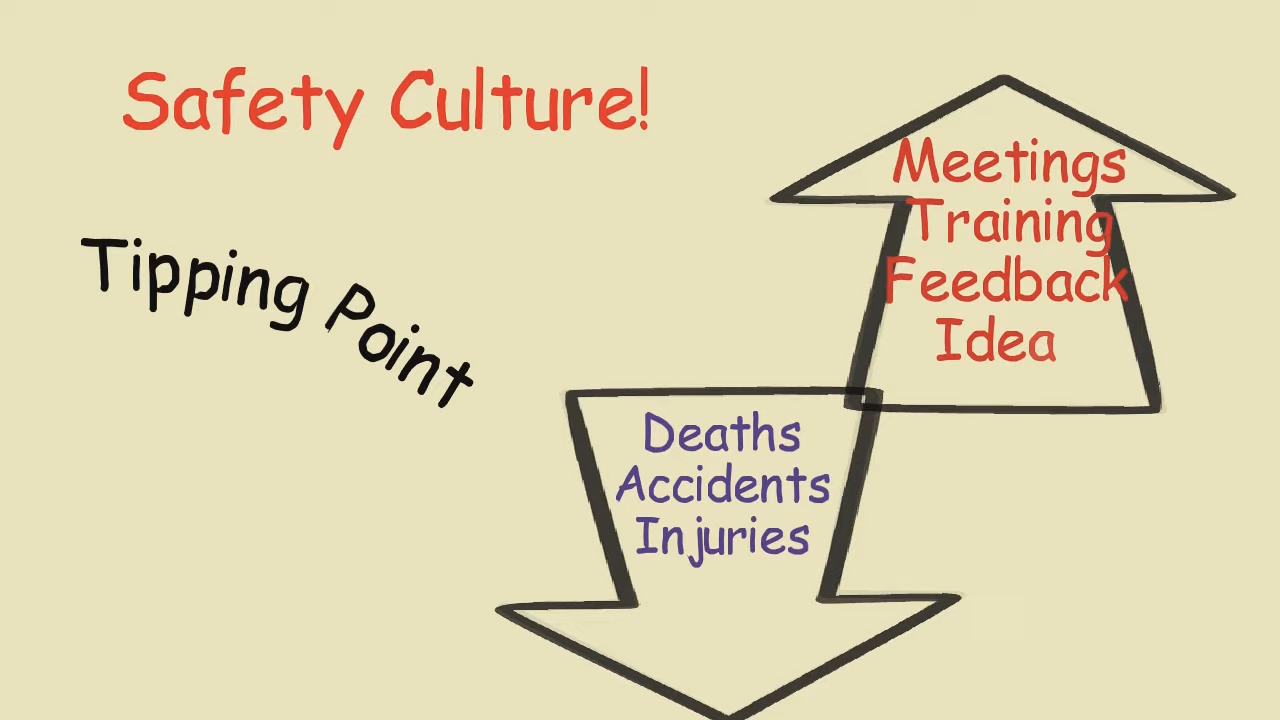 Safety Culture!
Tipping Point
Meetings
Training
Feedback
Idea
Deaths
Accidents
Injuries